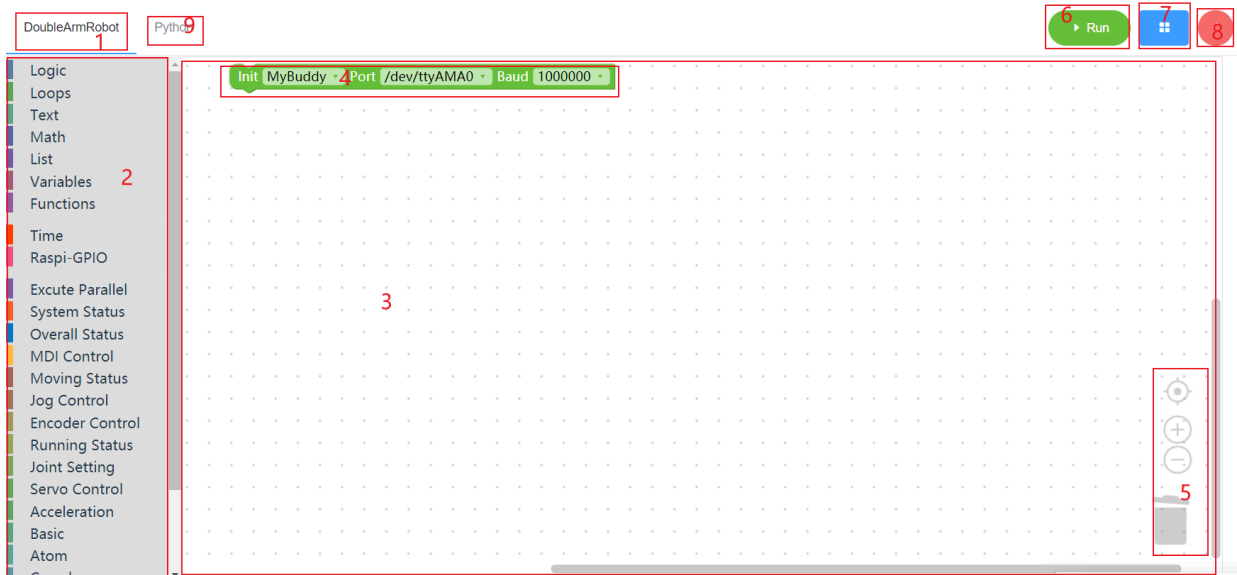 DoubleArmRobot
1
Python
9
6
Run
7
8
Logic
Loops
Text
Math
List
Variables
2
Functions
Time
Raspi-GPIO
Excute Parallel
System Status
Overall Status
MDI Control
Moving Status
Jog Control
Encoder Control
Running Status
Joint Setting
Servo Control
Acceleration
Basic
Atom
Init MyBuddy 4 Port /dev/ttyAMA0 Baud 1000000
3
5